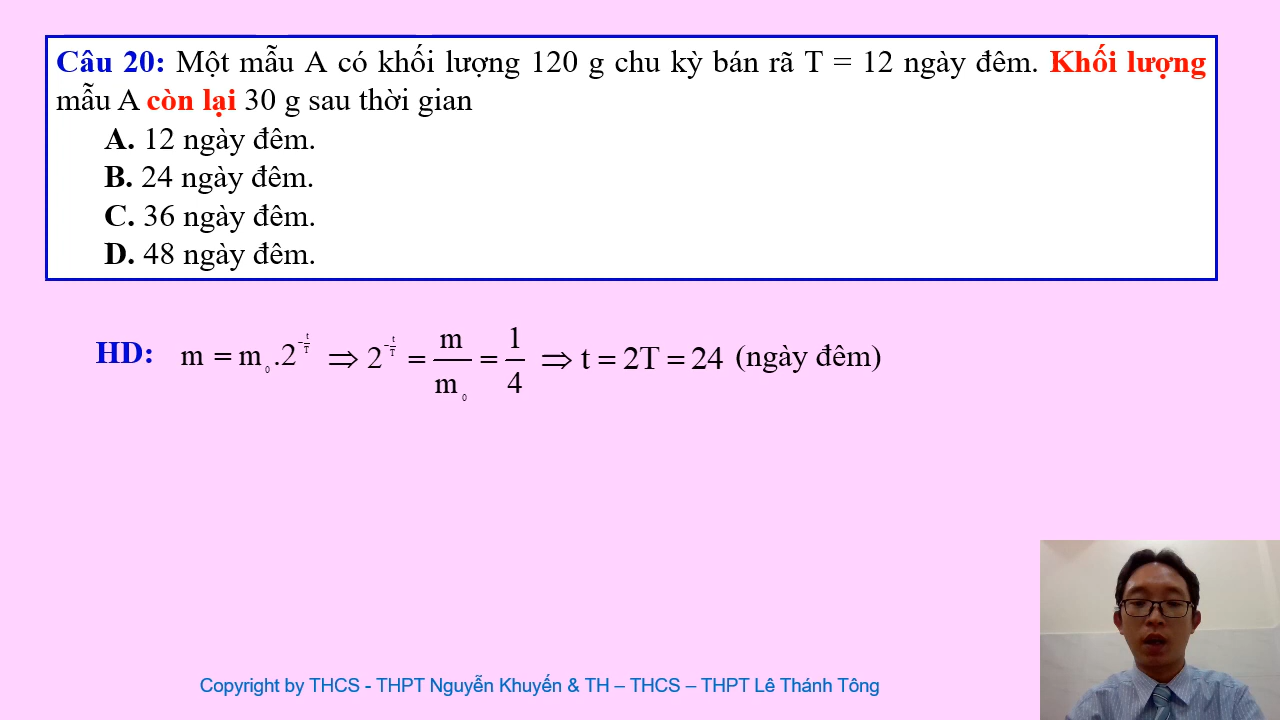 Câu 20: Một mẫu A có khối lượng 120 g chu kỳ bán rã T = 12 ngày đêm. Khối lượng
mẫu A còn lại 30 g sau thời gian
A. 12 ngày đêm.
B. 24 ngày đêm.
C. 36 ngày đêm.
D. 48 ngày đêm.
HD: m = m₀.2^(-t/T) ⇒ 2^(-t/T) = m/m₀ = 1/4 ⇒ t = 2T = 24 (ngày đêm)
Copyright by THCS - THPT Nguyễn Khuyến & TH – THCS – THPT Lê Thánh Tông